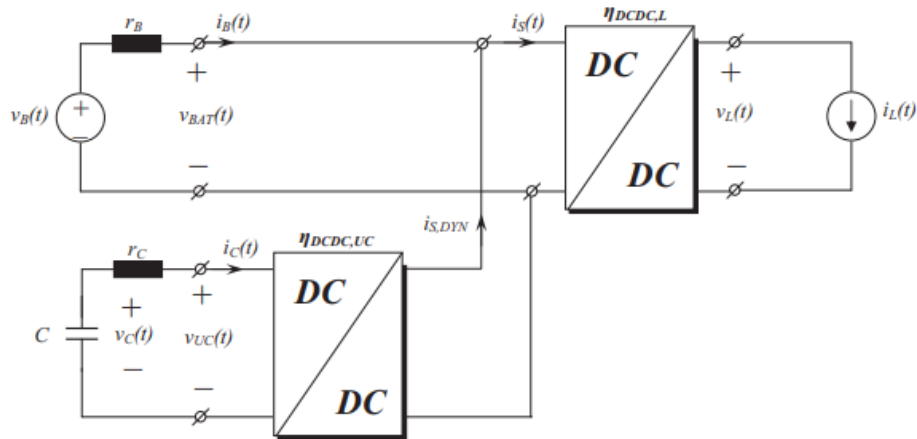 η_DCDC,L
r_B
i_B(t)
i_S(t)
+
+
DC
+
v_B(t)
+
−
v_BAT(t)
v_L(t)
i_L(t)
−
DC
−
η_DCDC,UC
i_S,DYN
r_C
i_C(t)
+
+
DC
C
v_C(t)
v_UC(t)
−
−
DC